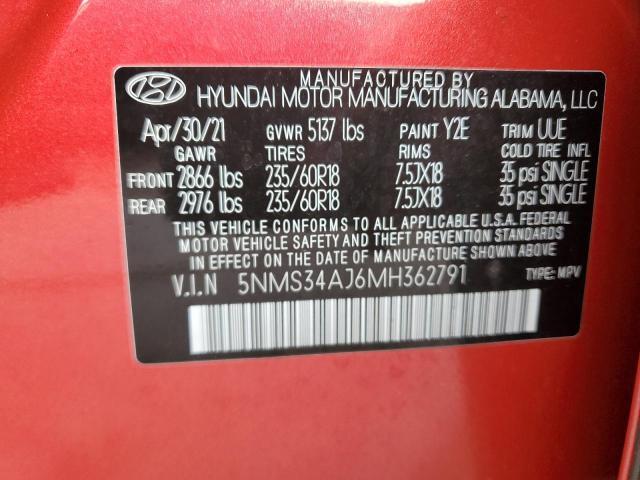 MANUFACTURED BY
HYUNDAI MOTOR MANUFACTURING ALABAMA, LLC
Apr/30/21 GVWR 5137 lbs PAINT Y2E TRIM UUE
GAWR TIRES RIMS COLD TIRE INFL
FRONT 2866 lbs 235/60R18 7.5JX18 35 psi SINGLE
REAR 2976 lbs 235/60R18 7.5JX18 35 psi SINGLE
THIS VEHICLE CONFORMS TO ALL APPLICABLE U.S.A. FEDERAL
MOTOR VEHICLE SAFETY AND THEFT PREVENTION STANDARDS
IN EFFECT ON THE DATE OF MANUFACTURE SHOWN ABOVE
V.I.N 5NMS34AJ6MH362791 TYPE: MPV